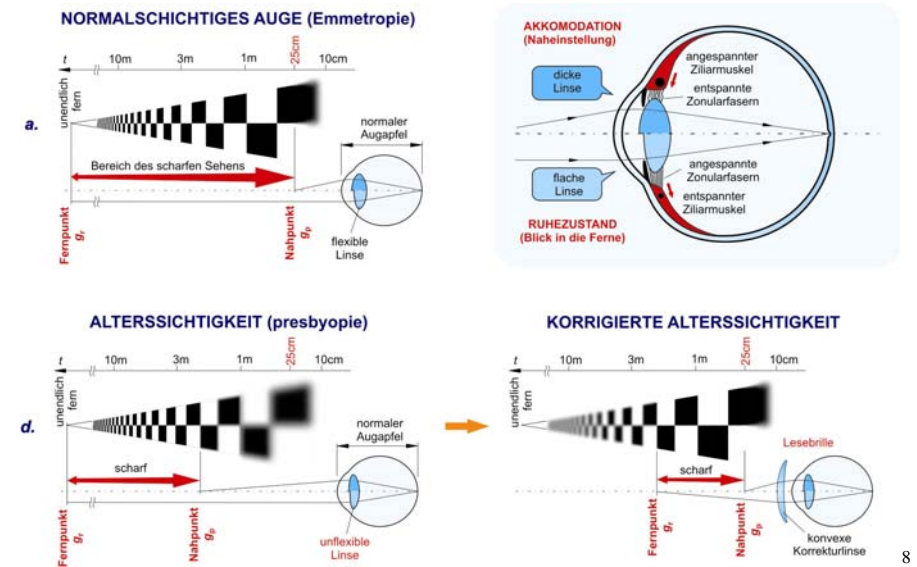 NORMALSCHICHTIGES AUGE (Emmetropie)
t 10m 3m 1m 25cm 10cm
unendlich
fern
a.
normaler
Augapfel
Bereich des scharfen Sehens
Fernpunkt
gr
Nahpunkt
gp
flexible
Linse
AKKOMODATION
(Naheinstellung)
dicke
Linse
angespannter
Ziliarmuskel
entspannte
Zonularfasern
flache
Linse
angespannte
Zonularfasern
entspannter
Ziliarmuskel
RUHEZUSTAND
(Blick in die Ferne)
ALTERSSICHTIGKEIT (presbyopie)
t 10m 3m 1m 25cm 10cm
unendlich
fern
d.
normaler
Augapfel
scharf
Fernpunkt
gr
Nahpunkt
gp
unflexible
Linse
KORRIGIERTE ALTERSSICHTIGKEIT
t 10m 3m 1m 25cm 10cm
unendlich
fern
Lesebrille
scharf
Fernpunkt
gr
Nahpunkt
gp
konvexe
Korrekturlinse
8